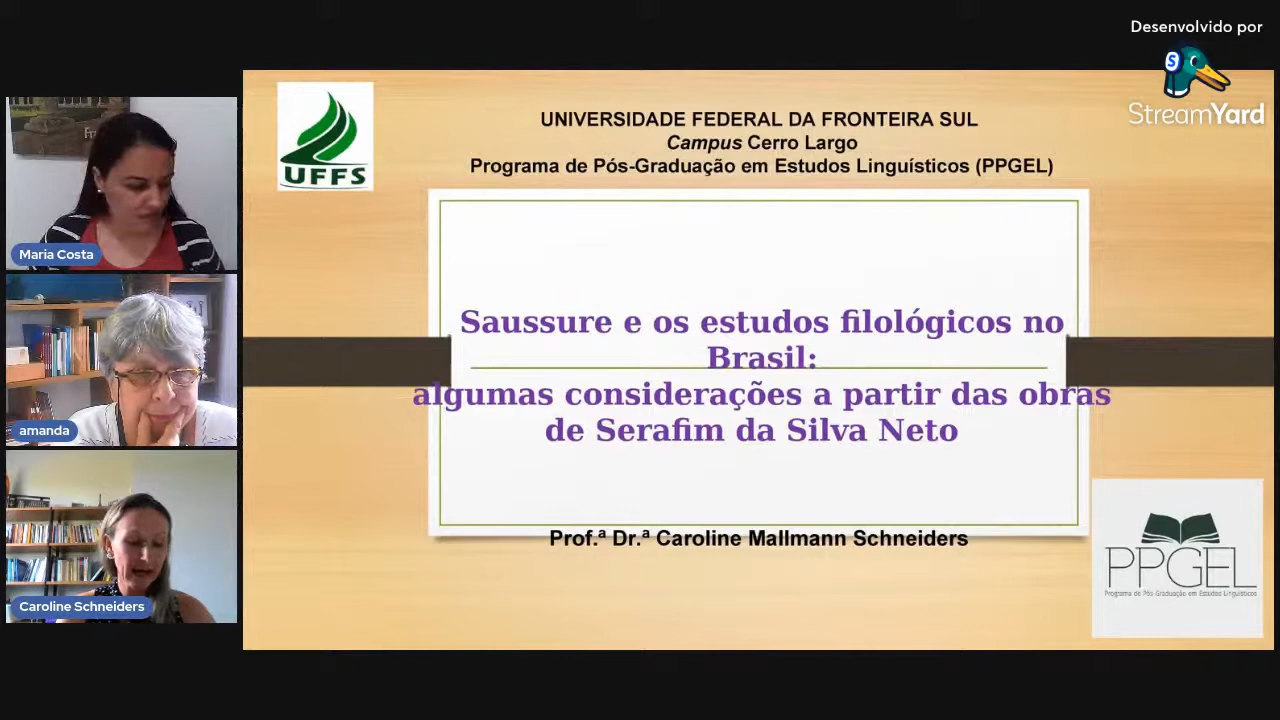 Desenvolvido por
StreamYard
UFFS
UNIVERSIDADE FEDERAL DA FRONTEIRA SUL
Campus Cerro Largo
Programa de Pós-Graduação em Estudos Linguísticos (PPGEL)
Maria Costa
amanda
Caroline Schneiders
Saussure e os estudos filológicos no
Brasil:
algumas considerações a partir das obras
de Serafim da Silva Neto
Prof.ª Dr.ª Caroline Mallmann Schneiders
PPGEL
Programa de Pós-Graduação em Estudos Linguísticos